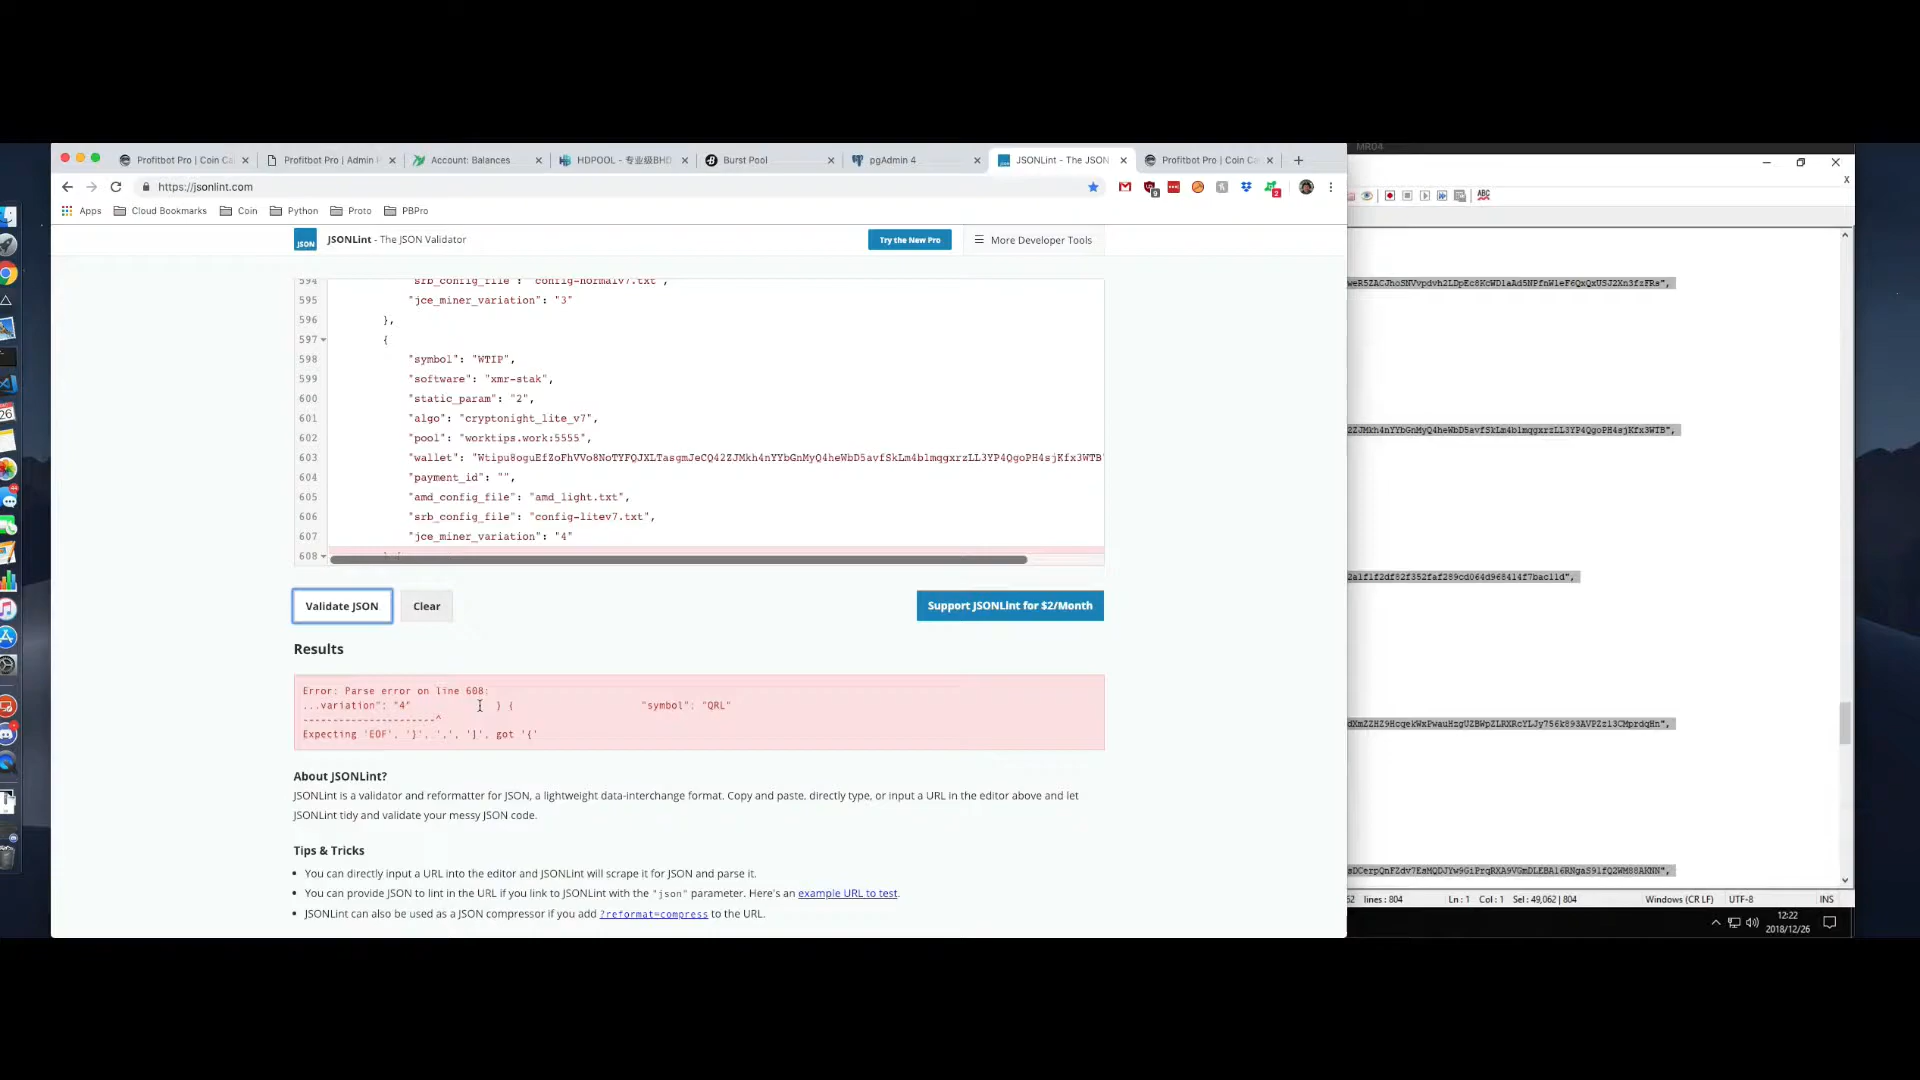 MR04
Profitbot Pro | Coin Ca
Profitbot Pro | Admin
Account: Balances
HDPOOL - 专业级BHD
Burst Pool
pgAdmin 4
JSONLint - The JSON
Profitbot Pro | Coin Ca
https://jsonlint.com
Apps
Cloud Bookmarks
Coin
Python
Proto
PBPro
JSON
JSONLint - The JSON Validator
Try the New Pro
More Developer Tools
594 "srb_config_file": "config-normalv7.txt",
595 "jce_miner_variation": "3"
596 },
597 {
598 "symbol": "WTIP",
599 "software": "xmr-stak",
600 "static_param": "2",
601 "algo": "cryptonight_lite_v7",
602 "pool": "worktips.work:5555",
603 "wallet":
604 "payment_id": "",
605 "amd_config_file": "amd_light.txt",
606 "srb_config_file": "config-litev7.txt",
607 "jce_miner_variation": "4"
608 } {
Validate JSON
Clear
Support JSONLint for $2/Month
Results
Error: Parse error on line 608:
...variation": "4" } { "symbol": "QRL"
----------------------^
Expecting 'EOF', '}', ',', ']', got '{'
About JSONLint?
JSONLint is a validator and reformatter for JSON, a lightweight data-interchange format. Copy and paste, directly type, or input a URL in the editor above and let
JSONLint tidy and validate your messy JSON code.
Tips & Tricks
• You can directly input a URL into the editor and JSONLint will scrape it for JSON and parse it.
• You can provide JSON to lint in the URL if you link to JSONLint with the "json" parameter. Here's an example URL to test.
• JSONLint can also be used as a JSON compressor if you add ?reformat=compress to the URL.
lines : 804
Ln : 1 Col : 1 Sel : 49,062 | 804
Windows (CR LF)
UTF-8
INS
12:22
2018/12/26